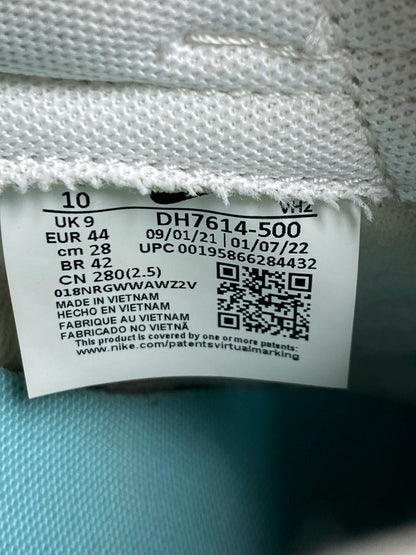 10 VHZ
UK 9 DH7614-500
EUR 44 09/01/21 | 01/07/22
cm 28 UPC 00195866284432
BR 42
CN 280(2.5)
018NRGWWAWZ2V
MADE IN VIETNAM
HECHO EN VIETNAM
FABRIQUE AU VIETNAM
FABRICADO NO VIETNÃ
This product is covered by one or more patents.
www.nike.com/patentsvirtualmarking